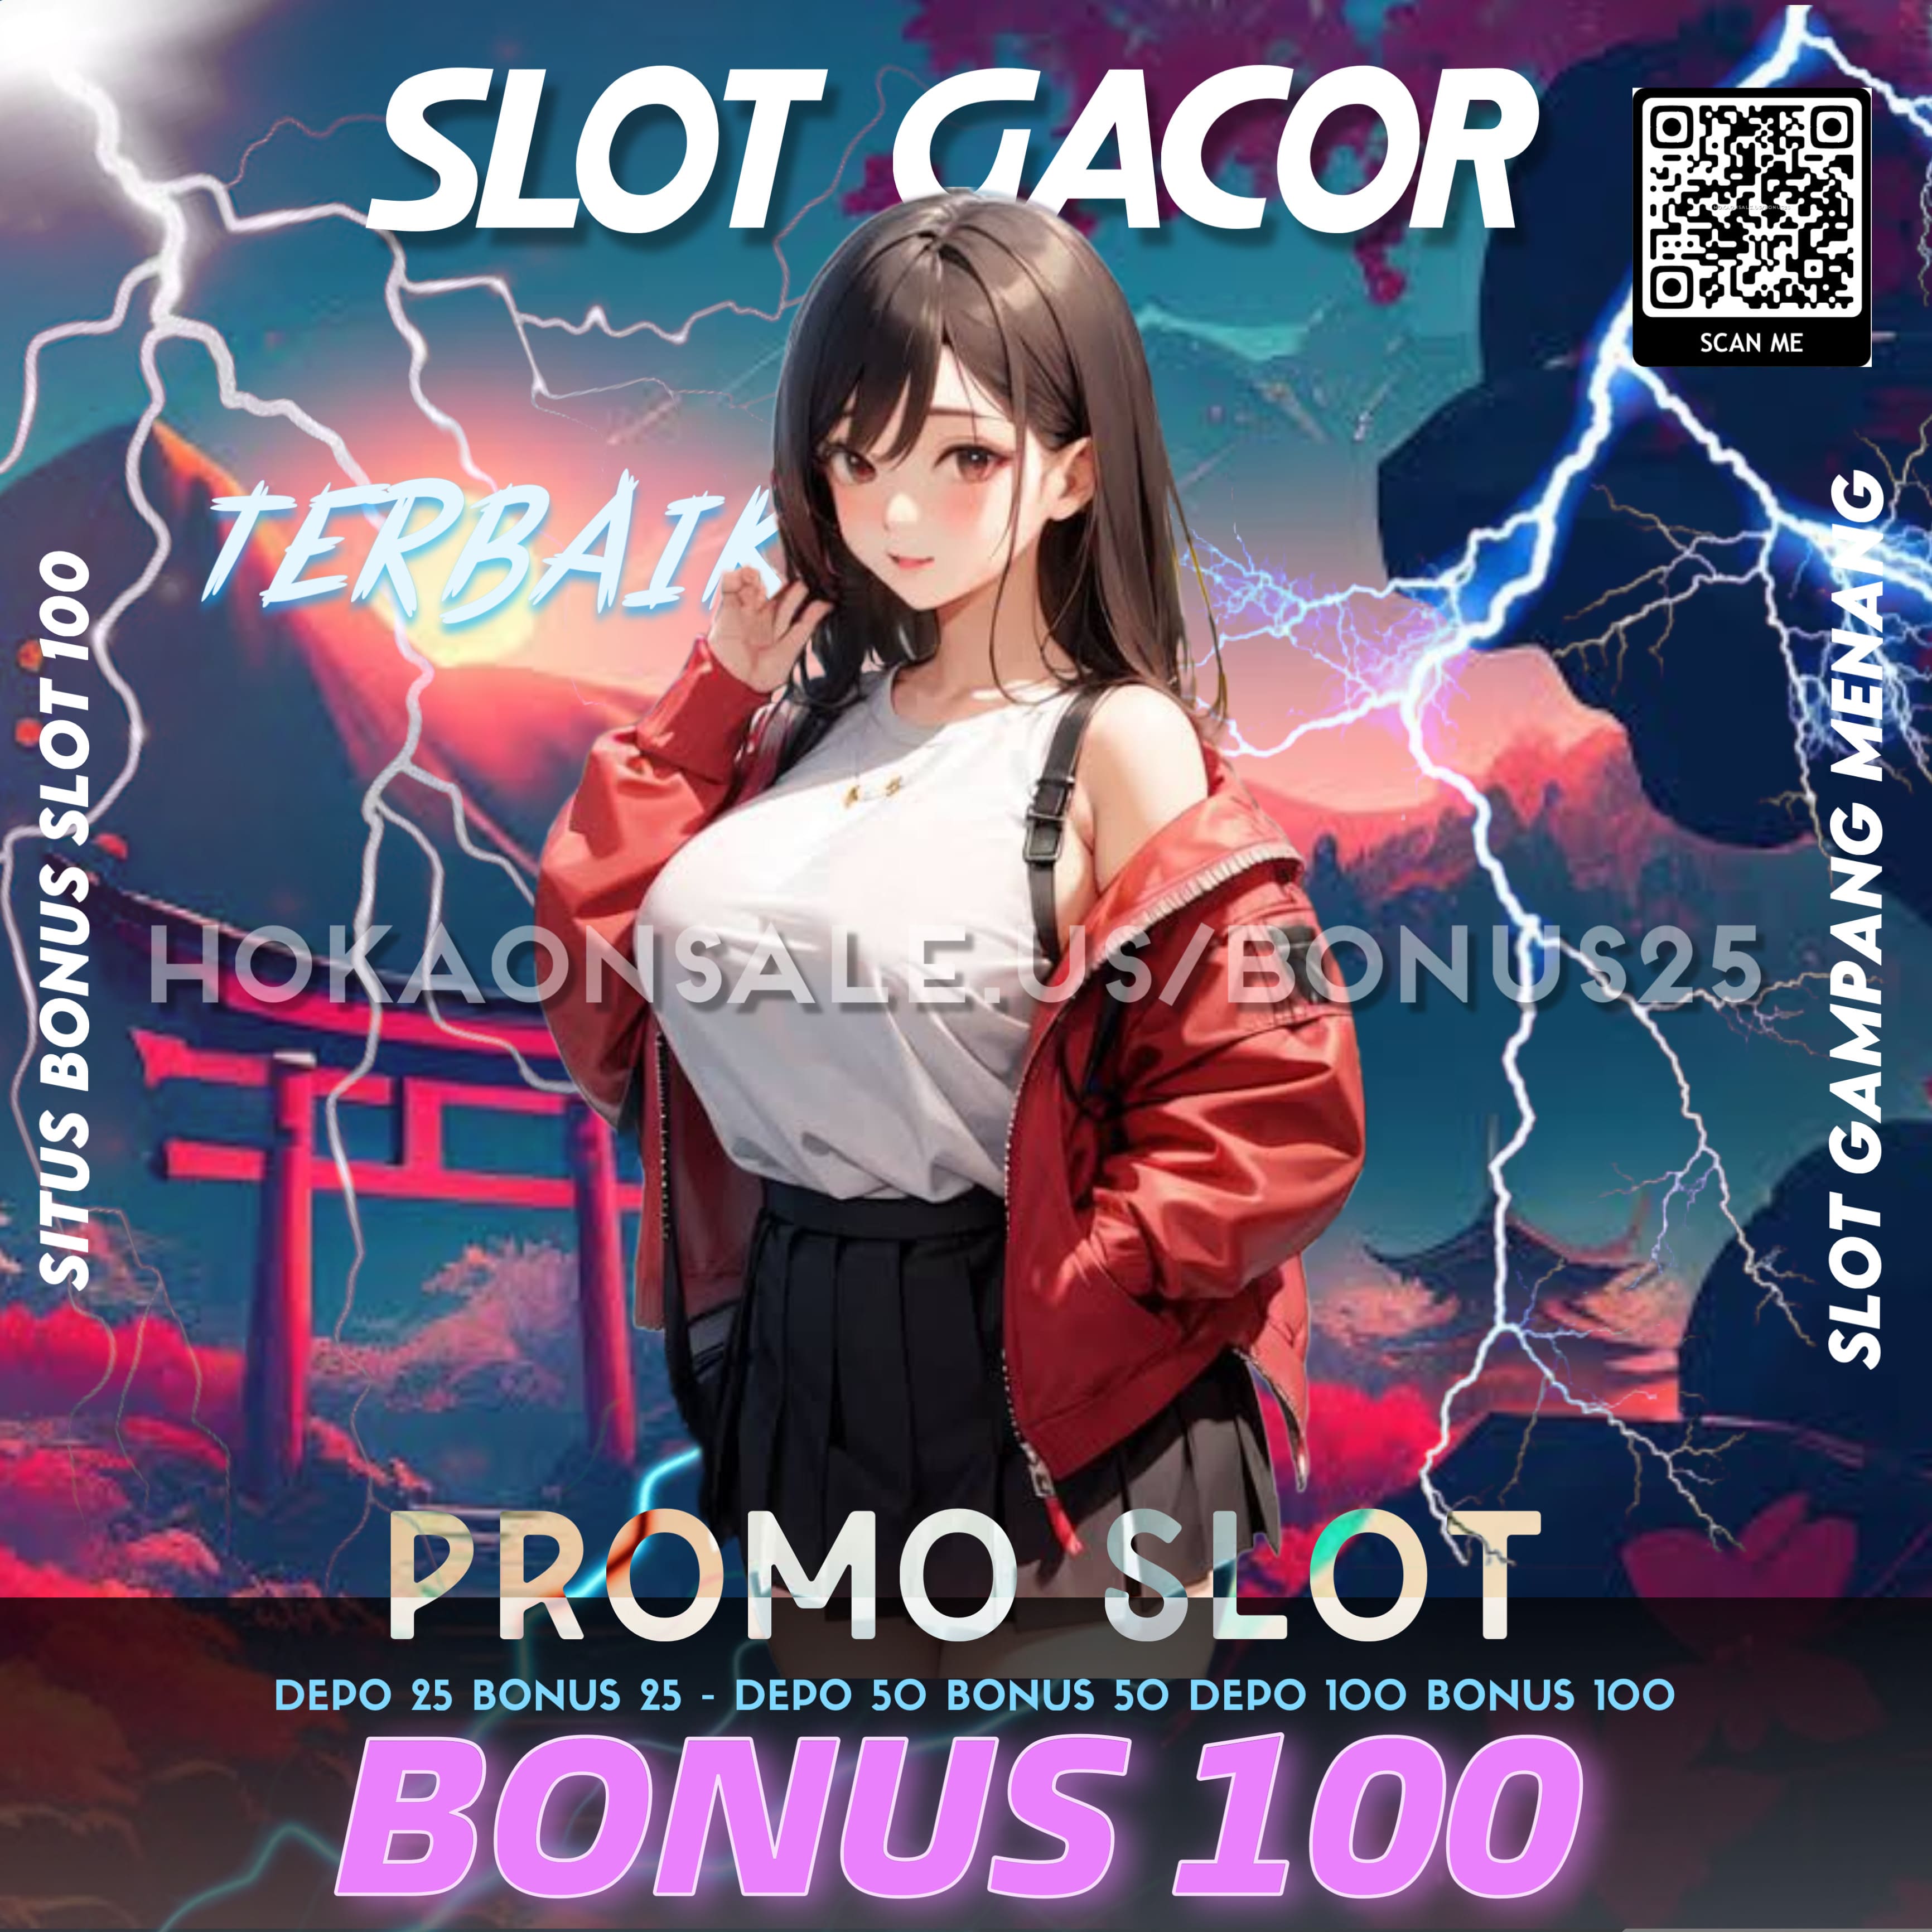 SLOT GACOR
SCAN ME
TERBAIK
SITUS BONUS SLOT 100
SLOT GAMPANG MENANG
HOKAONSALE.US/BONUS25
PROMO SLOT
DEPO 25 BONUS 25 - DEPO 50 BONUS 50 DEPO 100 BONUS 100
BONUS 100